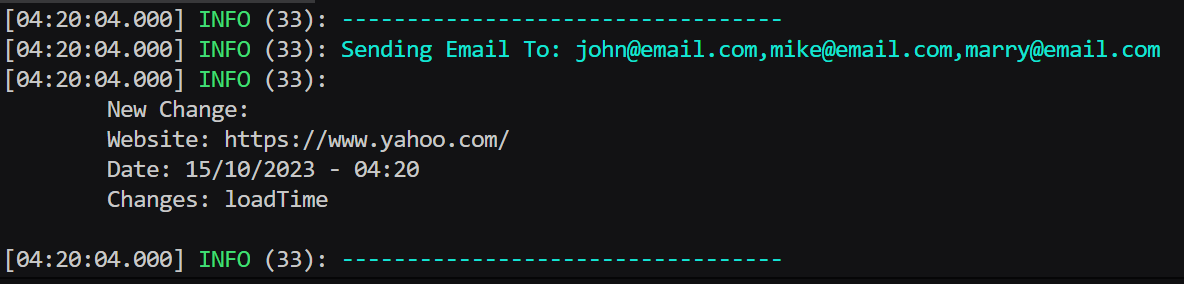 [04:20:04.000] INFO (33): ----------------------------------
[04:20:04.000] INFO (33): Sending Email To: john@email.com,mike@email.com,marry@email.com
[04:20:04.000] INFO (33):
New Change:
Website: https://www.yahoo.com/
Date: 15/10/2023 - 04:20
Changes: loadTime
[04:20:04.000] INFO (33): ----------------------------------